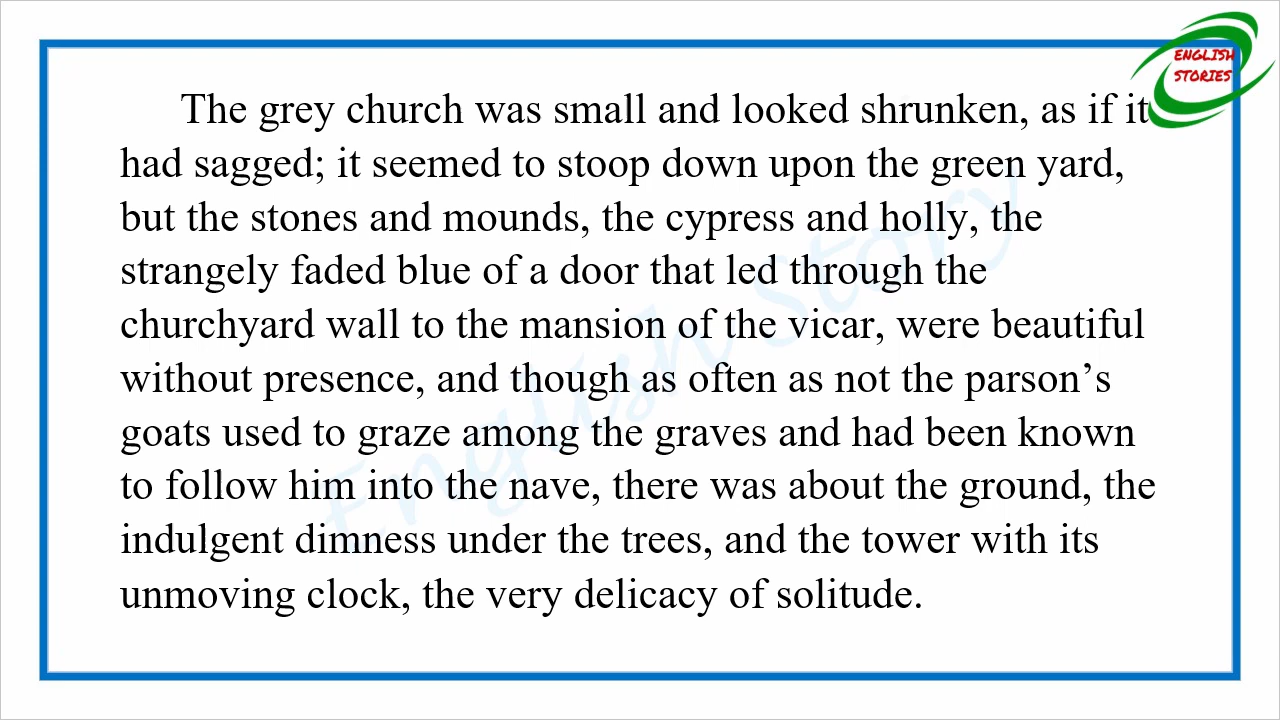 ENGLISH
STORIES
The grey church was small and looked shrunken, as if it
had sagged; it seemed to stoop down upon the green yard,
but the stones and mounds, the cypress and holly, the
strangely faded blue of a door that led through the
churchyard wall to the mansion of the vicar, were beautiful
without presence, and though as often as not the parson’s
goats used to graze among the graves and had been known
to follow him into the nave, there was about the ground, the
indulgent dimness under the trees, and the tower with its
unmoving clock, the very delicacy of solitude.
English Story